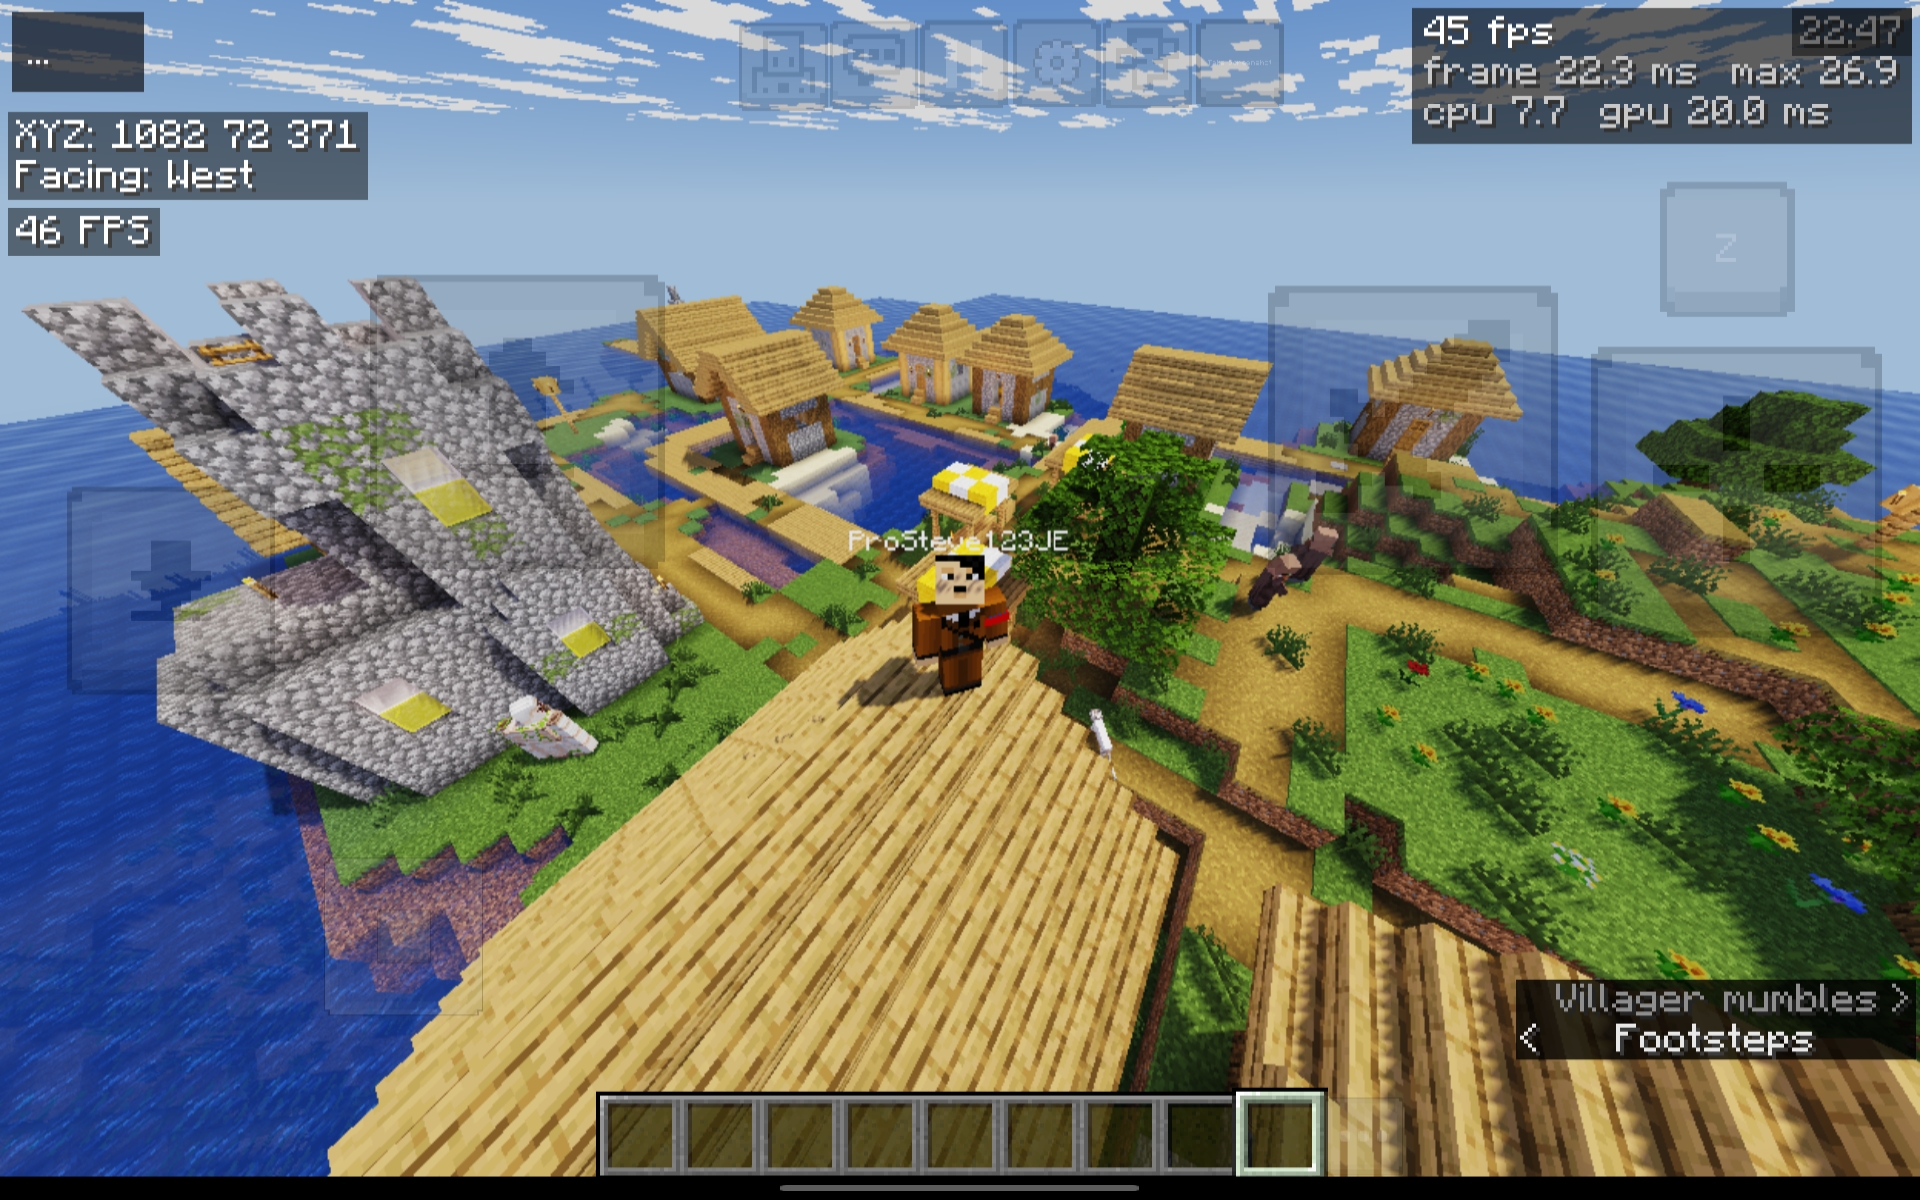 ...
XYZ: 1082 72 371
Facing: West
46 FPS
45 fps 22:47
frame 22.3 ms max 26.9
cpu 7.7 gpu 20.0 ms
Z
ProSteve123JE
Villager mumbles >
< Footsteps